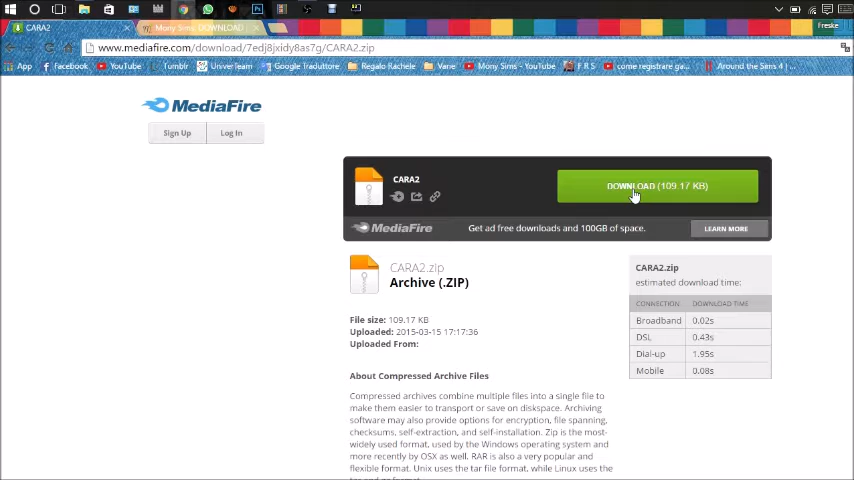 CARA2
Mony Sims: DOWNLOAD
Freske
www.mediafire.com/download/7edj8jxidy8as7g/CARA2.zip
App
Facebook
YouTube
Tumblr
UniverTeam
Google Traduttore
Regalo Rachele
Vane
Mony Sims - YouTube
F.R.S
come registrare ga...
Around the Sims 4 | ...
MediaFire
Sign Up
Log In
CARA2
DOWNLOAD (109.17 KB)
MediaFire
Get ad free downloads and 100GB of space.
LEARN MORE
CARA2.zip
Archive (.ZIP)
File size: 109.17 KB
Uploaded: 2015-03-15 17:17:36
Uploaded From:
About Compressed Archive Files
Compressed archives combine multiple files into a single file to
make them easier to transport or save on diskspace. Archiving
software may also provide options for encryption, file spanning,
checksums, self-extraction, and self-installation. Zip is the most-
widely used format, used by the Windows operating system and
more recently by OSX as well. RAR is also a very popular and
flexible format. Unix uses the tar file format, while Linux uses the
CARA2.zip
estimated download time:
CONNECTION DOWNLOAD TIME
Broadband 0.02s
DSL 0.43s
Dial-up 1.95s
Mobile 0.08s